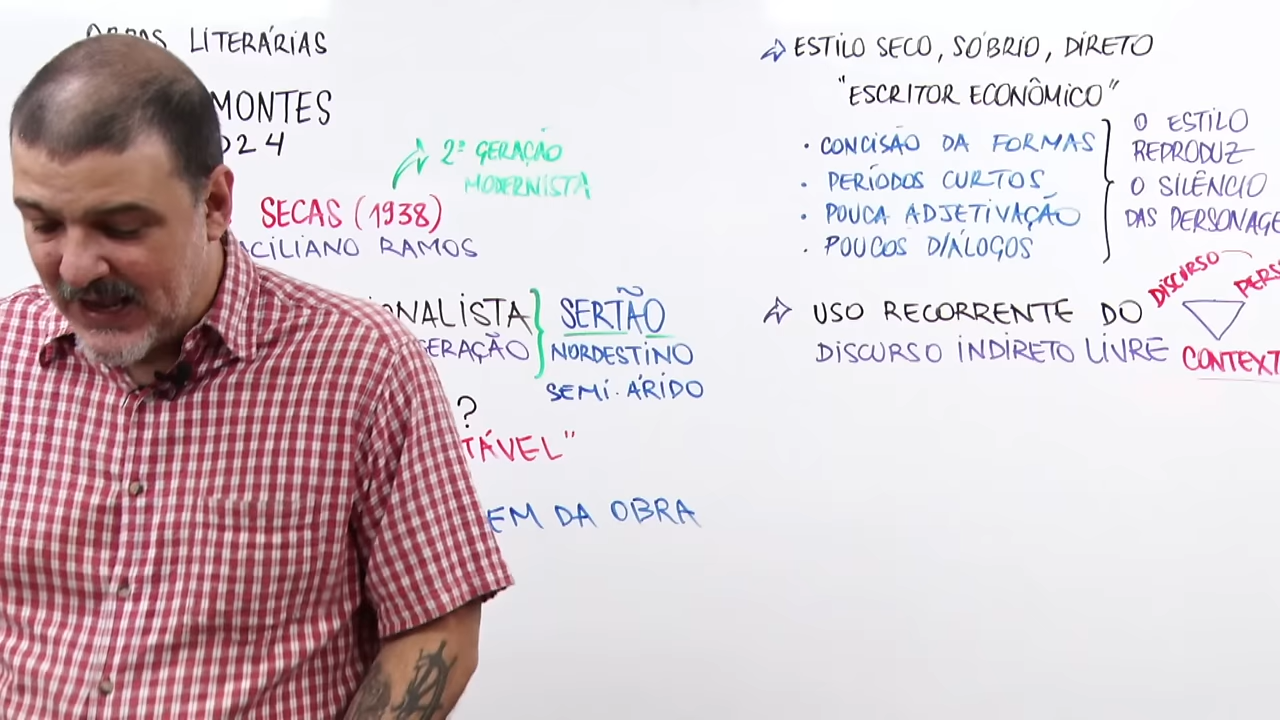 OBRAS LITERÁRIAS
MONTES
024
2ª GERAÇÃO
MODERNISTA
SECAS (1938)
ACILIANO RAMOS
ONALISTA
GERAÇÃO
SERTÃO
NORDESTINO
SEMI-ÁRIDO
?
TÁVEL"
EM DA OBRA
ESTILO SECO, SÓBRIO, DIRETO
"ESCRITOR ECONÔMICO"
• CONCISÃO DA FORMAS
• PERÍODOS CURTOS
• POUCA ADJETIVAÇÃO
• POUCOS DIÁLOGOS
O ESTILO
REPRODUZ
O SILÊNCIO
DAS PERSONAGE
USO RECORRENTE DO
DISCURSO INDIRETO LIVRE
DISCURSO
PERS
CONTEXT